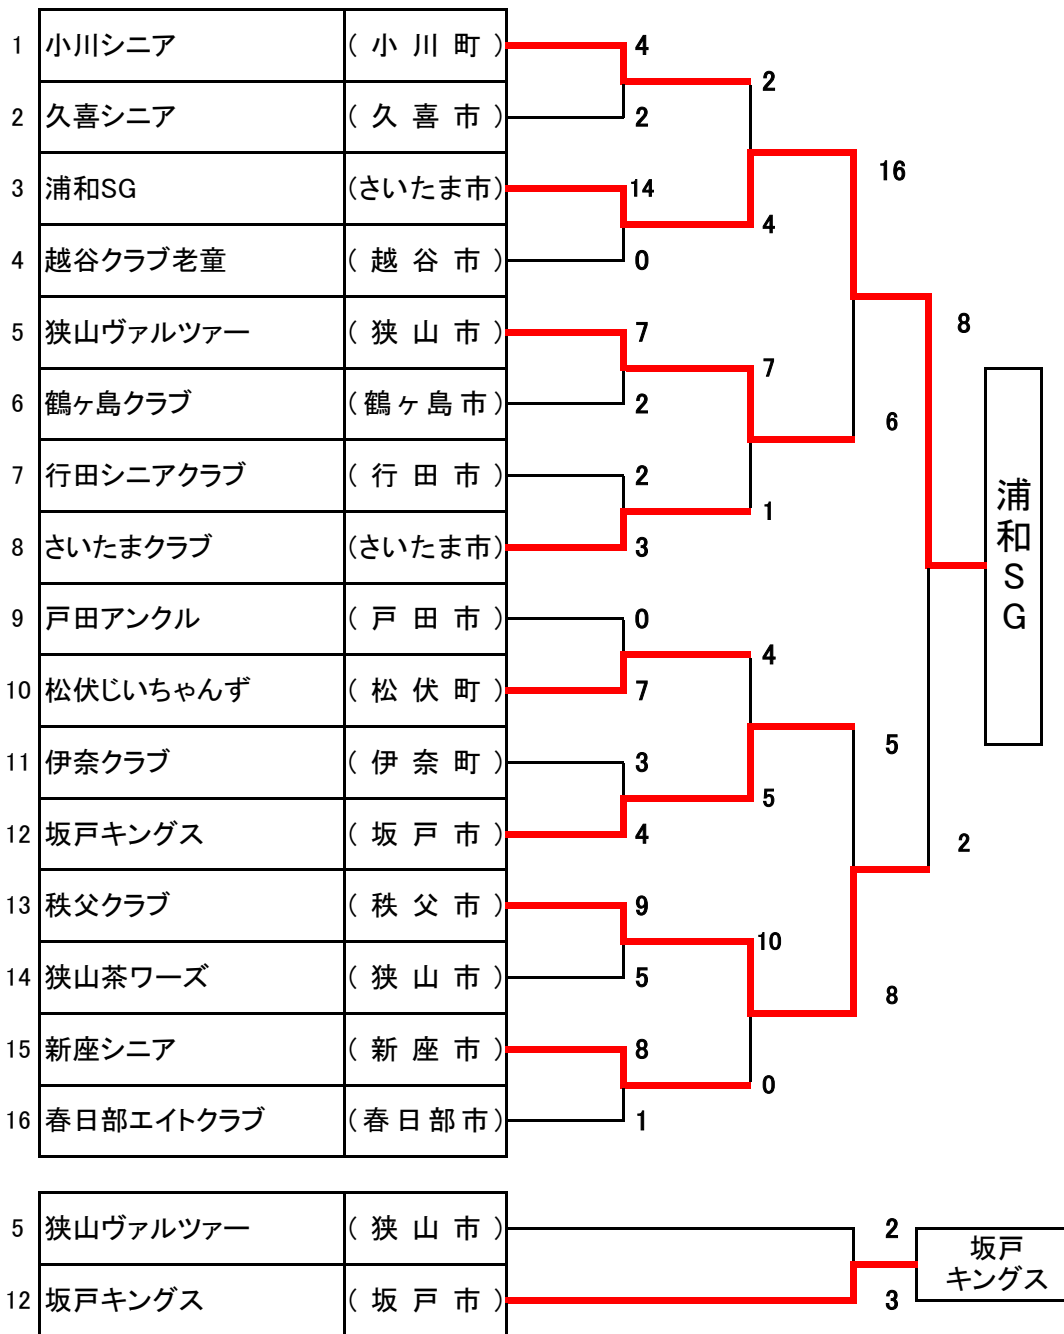 1 小川シニア (小川町) 4
2 久喜シニア (久喜市) 2
2
3 浦和SG (さいたま市) 14
4 越谷クラブ老童 (越谷市) 0
4
16
5 狭山ヴァルツァー (狭山市) 7
6 鶴ヶ島クラブ (鶴ヶ島市) 2
7
7 行田シニアクラブ (行田市) 2
8 さいたまクラブ (さいたま市) 3
1
6
8
9 戸田アンクル (戸田市) 0
10 松伏じいちゃんず (松伏町) 7
4
11 伊奈クラブ (伊奈町) 3
12 坂戸キングス (坂戸市) 4
5
5
13 秩父クラブ (秩父市) 9
14 狭山茶ワーズ (狭山市) 5
10
15 新座シニア (新座市) 8
16 春日部エイトクラブ (春日部市) 1
0
8
2
浦和SG
5 狭山ヴァルツァー (狭山市) 2
12 坂戸キングス (坂戸市) 3
坂戸
キングス